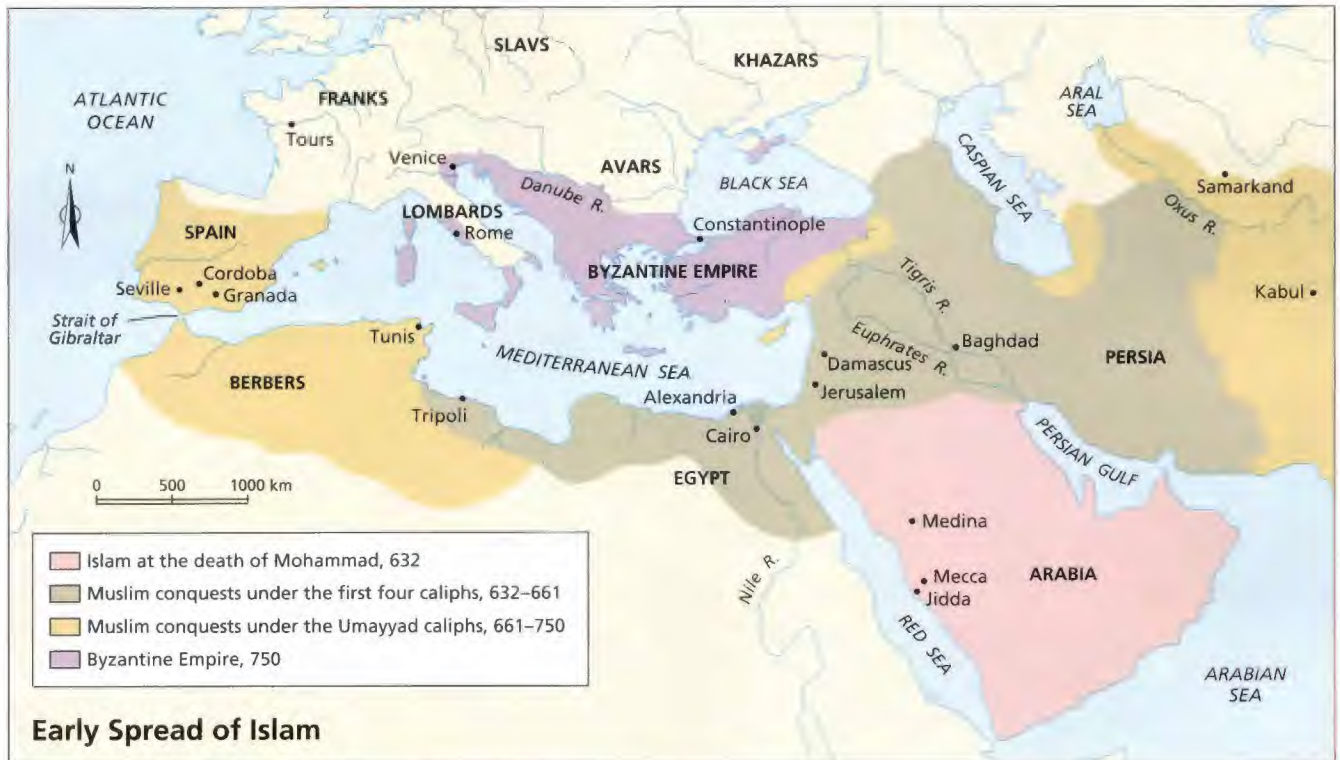 SLAVS
KHAZARS
ATLANTIC
OCEAN
FRANKS
Tours
ARAL
SEA
CASPIAN SEA
Venice
AVARS
Danube R.
BLACK SEA
Samarkand
Oxus R.
N
LOMBARDS
Rome
Constantinople
SPAIN
BYZANTINE EMPIRE
Cordoba
Seville
Granada
Tigris R.
Kabul
Strait of
Gibraltar
Tunis
MEDITERRANEAN SEA
Euphrates R.
Baghdad
Damascus
PERSIA
BERBERS
Jerusalem
Alexandria
Tripoli
Cairo
PERSIAN GULF
EGYPT
0 500 1000 km
Medina
Mecca
ARABIA
Jidda
Nile R.
RED SEA
ARABIAN
SEA
Islam at the death of Mohammad, 632
Muslim conquests under the first four caliphs, 632–661
Muslim conquests under the Umayyad caliphs, 661–750
Byzantine Empire, 750
Early Spread of Islam